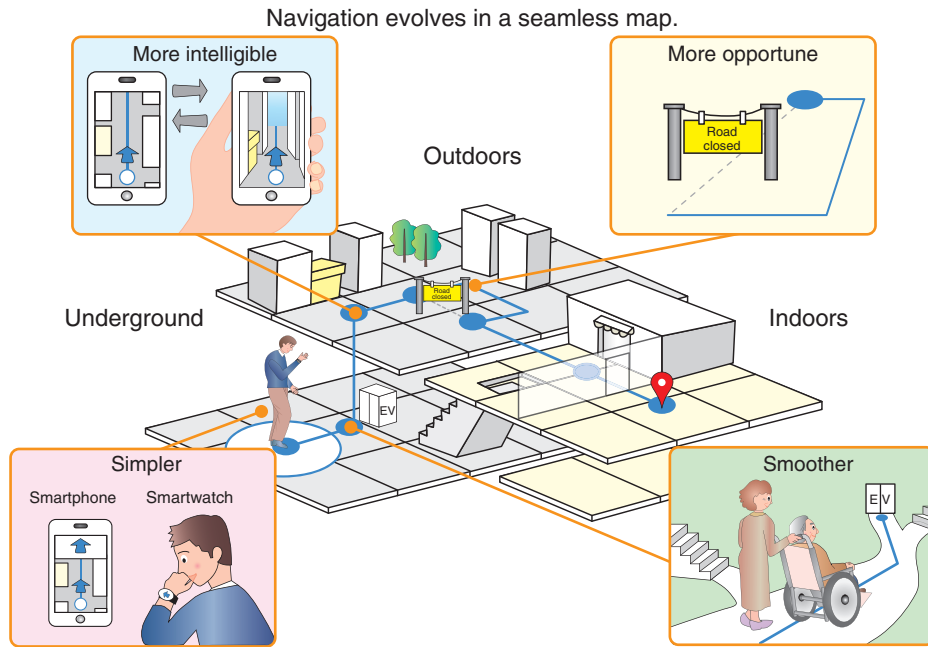 Navigation evolves in a seamless map.
More intelligible
More opportune
Road
closed
Outdoors
Underground
Road
closed
Indoors
EV
Simpler
Smartphone
Smartwatch
Smoother
EV